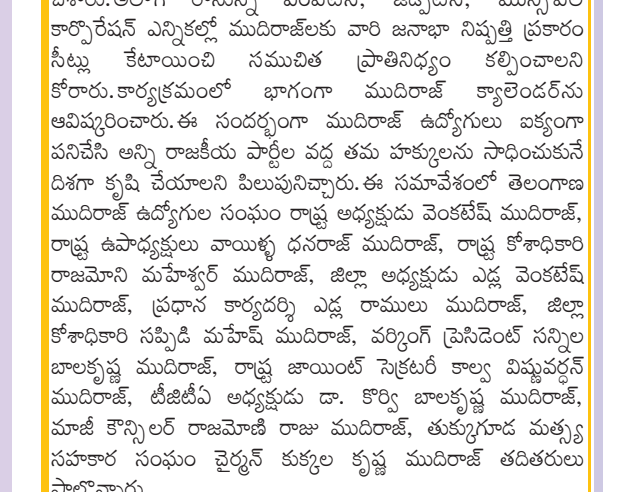 కార్పొరేషన్ ఎన్నికల్లో ముదిరాజ్‌లకు వారి జనాభా నిష్పత్తి ప్రకారం
సీట్లు కేటాయించి సముచిత ప్రాతినిధ్యం కల్పించాలని
కోరారు.కార్యక్రమంలో భాగంగా ముదిరాజ్ క్యాలెండర్‌ను
ఆవిష్కరించారు.ఈ సందర్భంగా ముదిరాజ్ ఉద్యోగులు ఐక్యంగా
పనిచేసి అన్ని రాజకీయ పార్టీల వద్ద తమ హక్కులను సాధించుకునే
దిశగా కృషి చేయాలని పిలుపునిచ్చారు.ఈ సమావేశంలో తెలంగాణ
ముదిరాజ్ ఉద్యోగుల సంఘం రాష్ట్ర అధ్యక్షుడు వెంకటేష్ ముదిరాజ్,
రాష్ట్ర ఉపాధ్యక్షులు వాయిళ్ళ ధనరాజ్ ముదిరాజ్, రాష్ట్ర కోశాధికారి
రాజమోని మహేశ్వర్ ముదిరాజ్, జిల్లా అధ్యక్షుడు ఎడ్ల వెంకటేష్
ముదిరాజ్, ప్రధాన కార్యదర్శి ఎడ్ల రాములు ముదిరాజ్, జిల్లా
కోశాధికారి సప్పిడి మహేష్ ముదిరాజ్, వర్కింగ్ ప్రెసిడెంట్ సన్నిల
బాలకృష్ణ ముదిరాజ్, రాష్ట్ర జాయింట్ సెక్రటరీ కాల్వ విష్ణువర్ధన్
ముదిరాజ్, టీజిటీఏ అధ్యక్షుడు డా. కొర్వి బాలకృష్ణ ముదిరాజ్,
మాజీ కౌన్సిలర్ రాజమోణి రాజు ముదిరాజ్, తుక్కుగూడ మత్స్య
సహకార సంఘం చైర్మన్ కుక్కల కృష్ణ ముదిరాజ్ తదితరులు
పాల్గొన్నారు